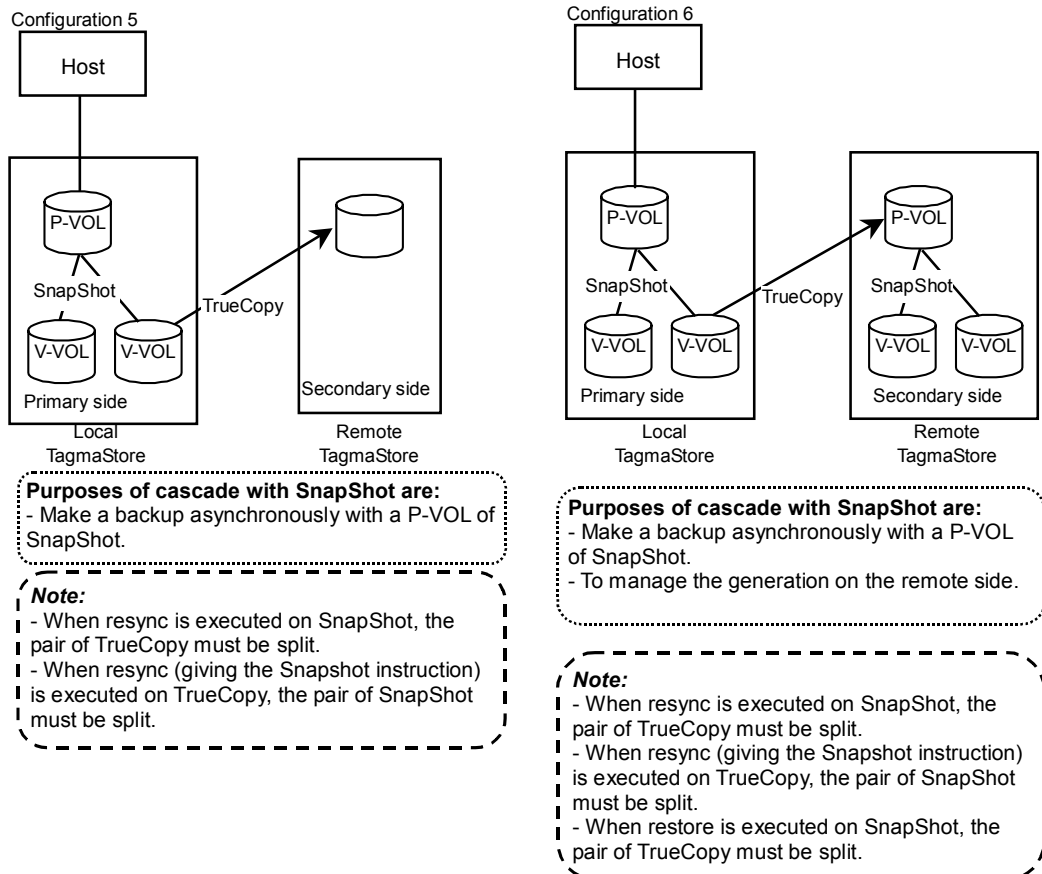 Configuration 5
Host
P-VOL
SnapShot
V-VOL
V-VOL
TrueCopy
Primary side
Secondary side
Local
TagmaStore
Remote
TagmaStore
Purposes of cascade with SnapShot are:
- Make a backup asynchronously with a P-VOL of
SnapShot.
Note:
- When resync is executed on SnapShot, the
pair of TrueCopy must be split.
- When resync (giving the Snapshot instruction)
is executed on TrueCopy, the pair of SnapShot
must be split.
Configuration 6
Host
P-VOL
P-VOL
SnapShot
TrueCopy
SnapShot
V-VOL
V-VOL
V-VOL
V-VOL
Primary side
Secondary side
Local
TagmaStore
Remote
TagmaStore
Purposes of cascade with SnapShot are:
- Make a backup asynchronously with a P-VOL
of SnapShot.
- To manage the generation on the remote side.
Note:
- When resync is executed on SnapShot, the
pair of TrueCopy must be split.
- When resync (giving the Snapshot instruction)
is executed on TrueCopy, the pair of SnapShot
must be split.
- When restore is executed on SnapShot, the
pair of TrueCopy must be split.